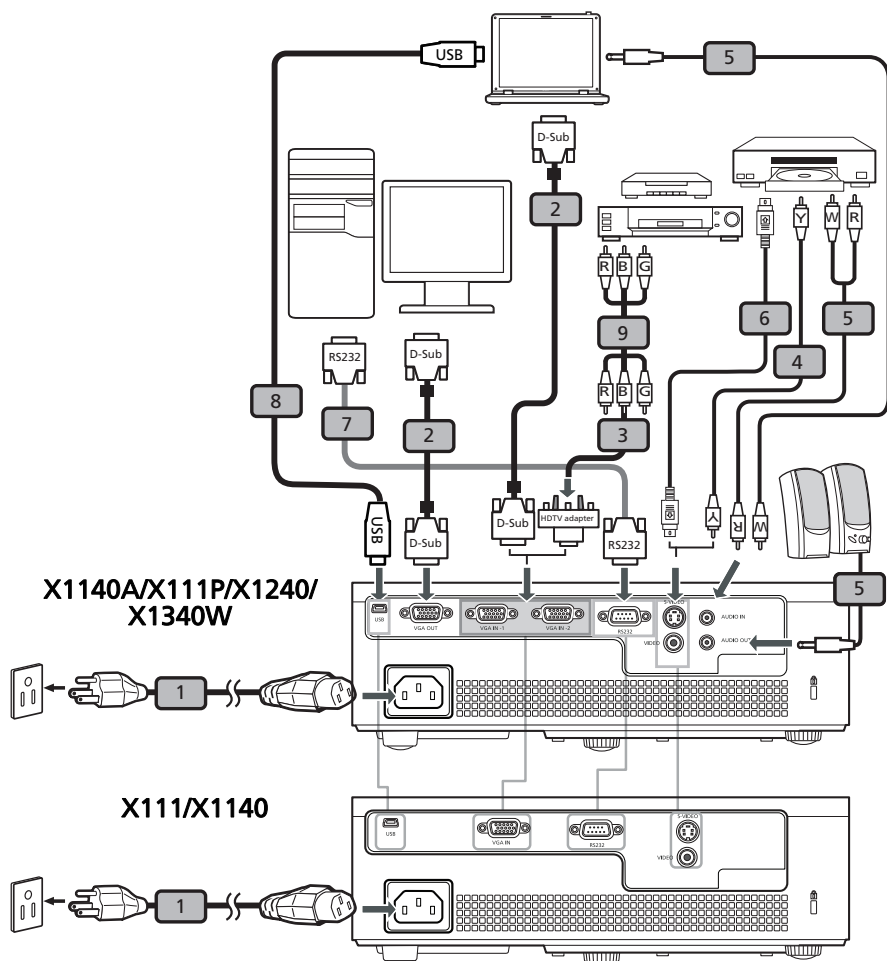 USB
5
D-Sub
2
Y
W
R
R
B
G
6
5
9
4
RS232
D-Sub
R
B
G
8
7
2
3
USB
D-Sub
D-Sub
HDTV adapter
RS232
Y
R
W
X1140A/X111P/X1240/
X1340W
5
USB
VGA OUT
VGA IN -1
VGA IN -2
RS232
S-VIDEO
VIDEO
AUDIO IN
AUDIO OUT
1
X111/X1140
USB
VGA IN
RS232
S-VIDEO
VIDEO
1